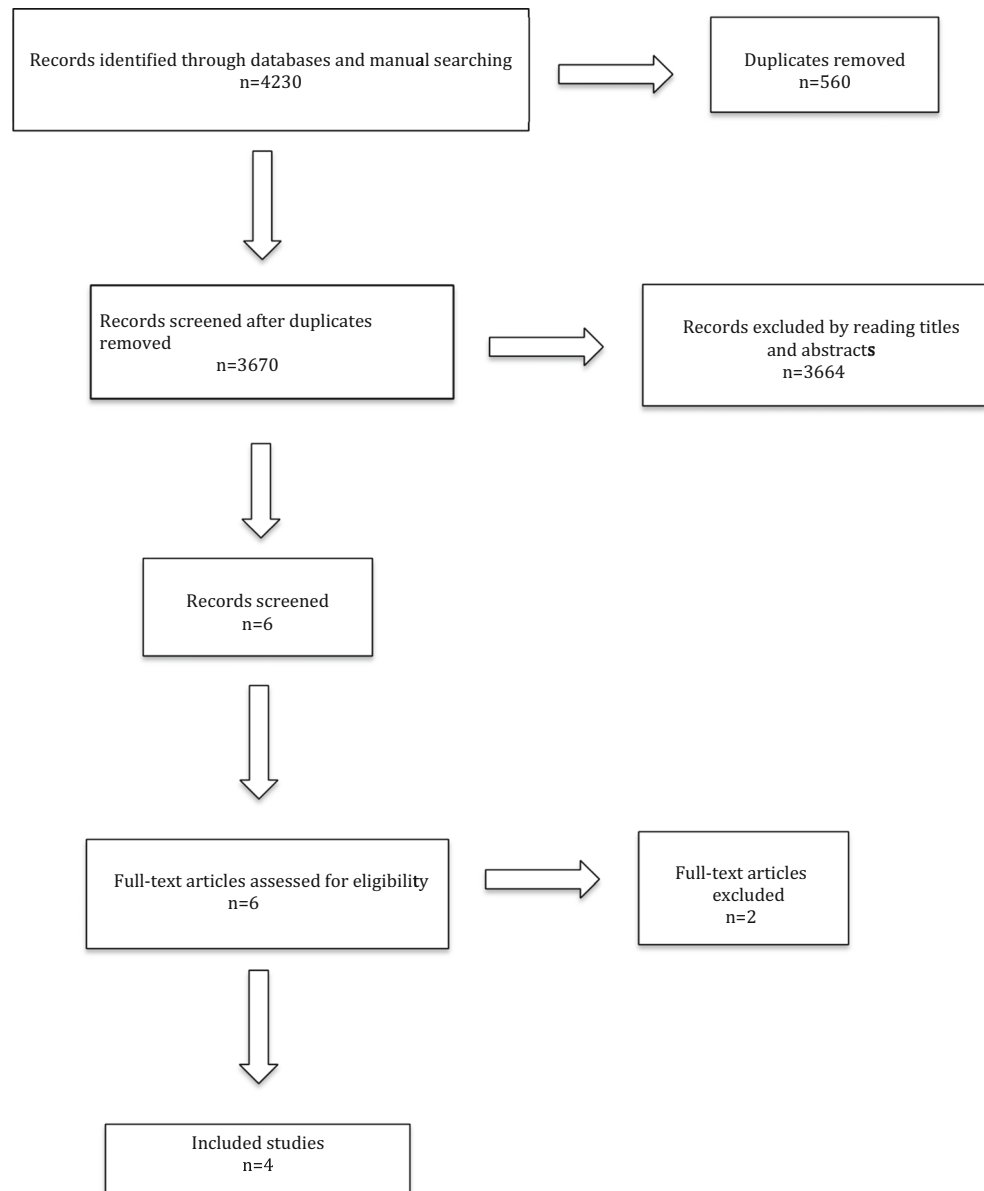 Records identified through databases and manual searching
n=4230
Duplicates removed
n=560
Records screened after duplicates
removed
n=3670
Records excluded by reading titles
and abstracts
n=3664
Records screened
n=6
Full-text articles assessed for eligibility
n=6
Full-text articles
excluded
n=2
Included studies
n=4